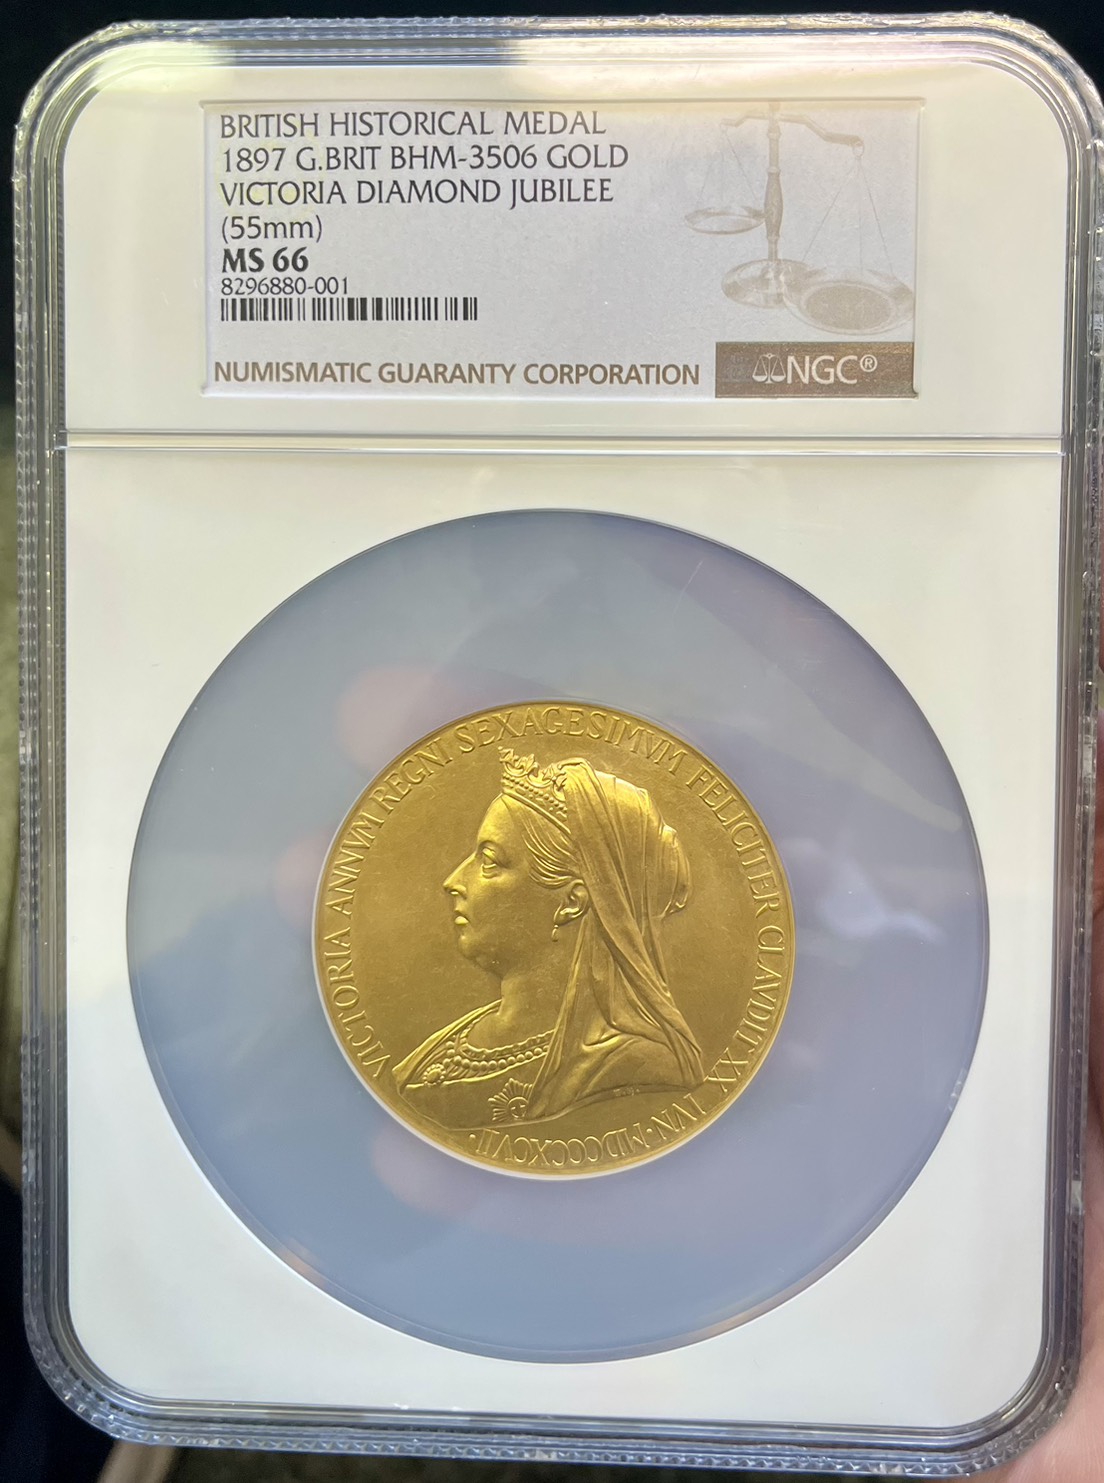 BRITISH HISTORICAL MEDAL
1897 G.BRIT BHM-3506 GOLD
VICTORIA DIAMOND JUBILEE
(55mm)
MS 66
8296880-001
NUMISMATIC GUARANTY CORPORATION
NGC®
VICTORIA ANNVM REGNI SEXAGESIMVM FELICITER CLAVDIT XX IVN·MDCCCXCVII·